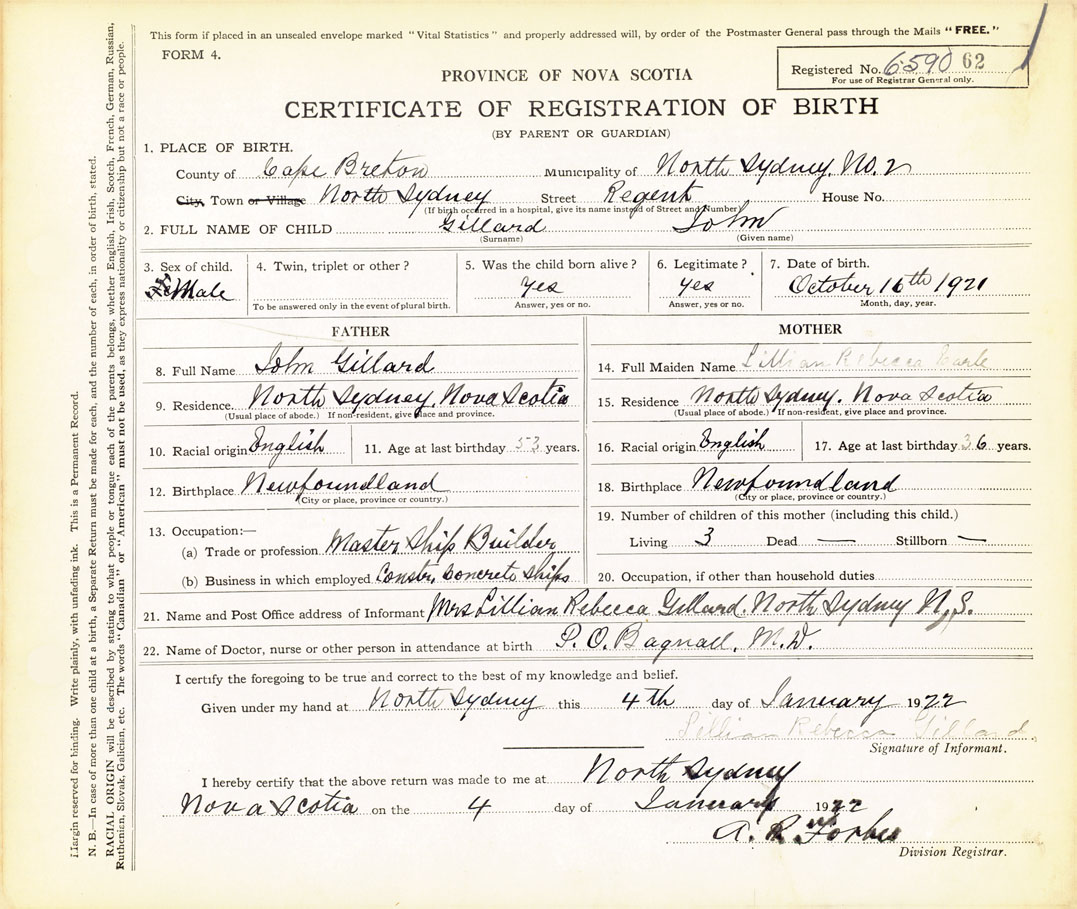 This form if placed in an unsealed envelope marked "Vital Statistics" and properly addressed will, by order of the Postmaster General pass through the Mails "FREE."
FORM 4.
Registered No. 6590 62
For use of Registrar General only.
PROVINCE OF NOVA SCOTIA
CERTIFICATE OF REGISTRATION OF BIRTH
(BY PARENT OR GUARDIAN)
1. PLACE OF BIRTH.
County of Cape Breton Municipality of North Sydney. No. 2
City, Town or Village North Sydney Street Regent House No.
(If birth occurred in a hospital, give its name instead of Street and Number)
2. FULL NAME OF CHILD Gillard John
(Surname) (Given name)
3. Sex of child. 4. Twin, triplet or other? 5. Was the child born alive? 6. Legitimate? 7. Date of birth.
Male Yes Yes October 16th 1921
To be answered only in the event of plural birth. Answer, yes or no. Answer, yes or no. Month, day, year.
FATHER
8. Full Name John Gillard
9. Residence. North Sydney, Nova Scotia
(Usual place of abode.) If non-resident, give place and province.
10. Racial origin English 11. Age at last birthday 53 years.
12. Birthplace Newfoundland
(City or place, province or country.)
13. Occupation:—
(a) Trade or profession Master Ship Builder
(b) Business in which employed Constr. Concrete Ships
MOTHER
14. Full Maiden Name Lillian Rebecca Earle
15. Residence North Sydney. Nova Scotia
(Usual place of abode.) If non-resident, give place and province.
16. Racial origin English 17. Age at last birthday 36 years.
18. Birthplace Newfoundland
(City or place, province or country.)
19. Number of children of this mother (including this child.)
Living 3 Dead — Stillborn —
20. Occupation, if other than household duties
21. Name and Post Office address of Informant Mrs Lillian Rebecca Gillard. North Sydney. N.S.
22. Name of Doctor, nurse or other person in attendance at birth P. O. Bagnall, M.D.
I certify the foregoing to be true and correct to the best of my knowledge and belief.
Given under my hand at North Sydney this 4th day of January 1922
Lillian Rebecca Gillard.
Signature of Informant.
I hereby certify that the above return was made to me at North Sydney
Nova Scotia on the 4 day of January 1922
A. R. Forbes
Division Registrar.
Margin reserved for binding. Write plainly, with unfading ink. This is a Permanent Record.
N. B.—In case of more than one child at a birth, a Separate Return must be made for each, and the number of each, in order of birth, stated.
RACIAL ORIGIN will be described by stating to what people or tongue each of the parents belongs, whether English, Irish, Scotch, French, German, Russian,
Ruthenian, Slovak, Galician, etc. The words "Canadian" or "American" must not be used, as they express nationality or citizenship but not a race or people.